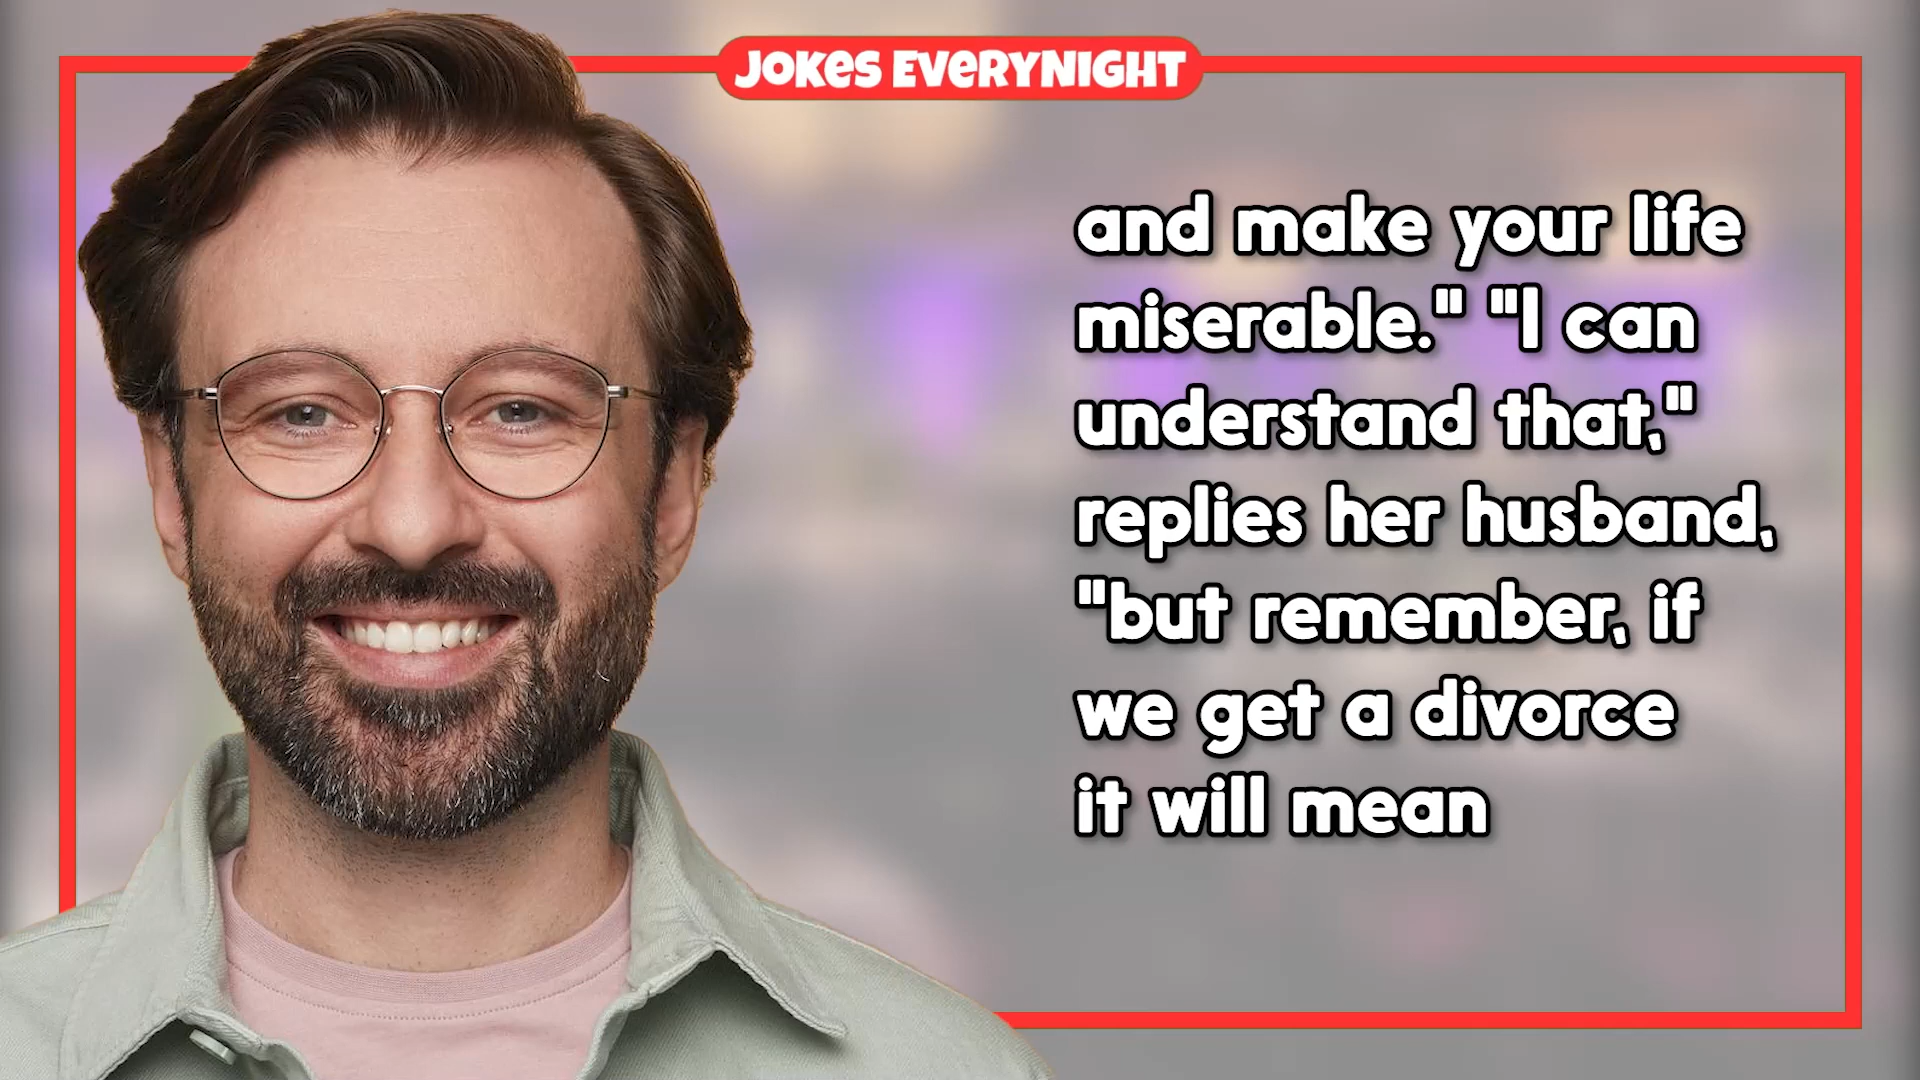 JOKES EVERYNIGHT
and make your life
miserable." "I can
understand that,"
replies her husband,
"but remember, if
we get a divorce
it will mean